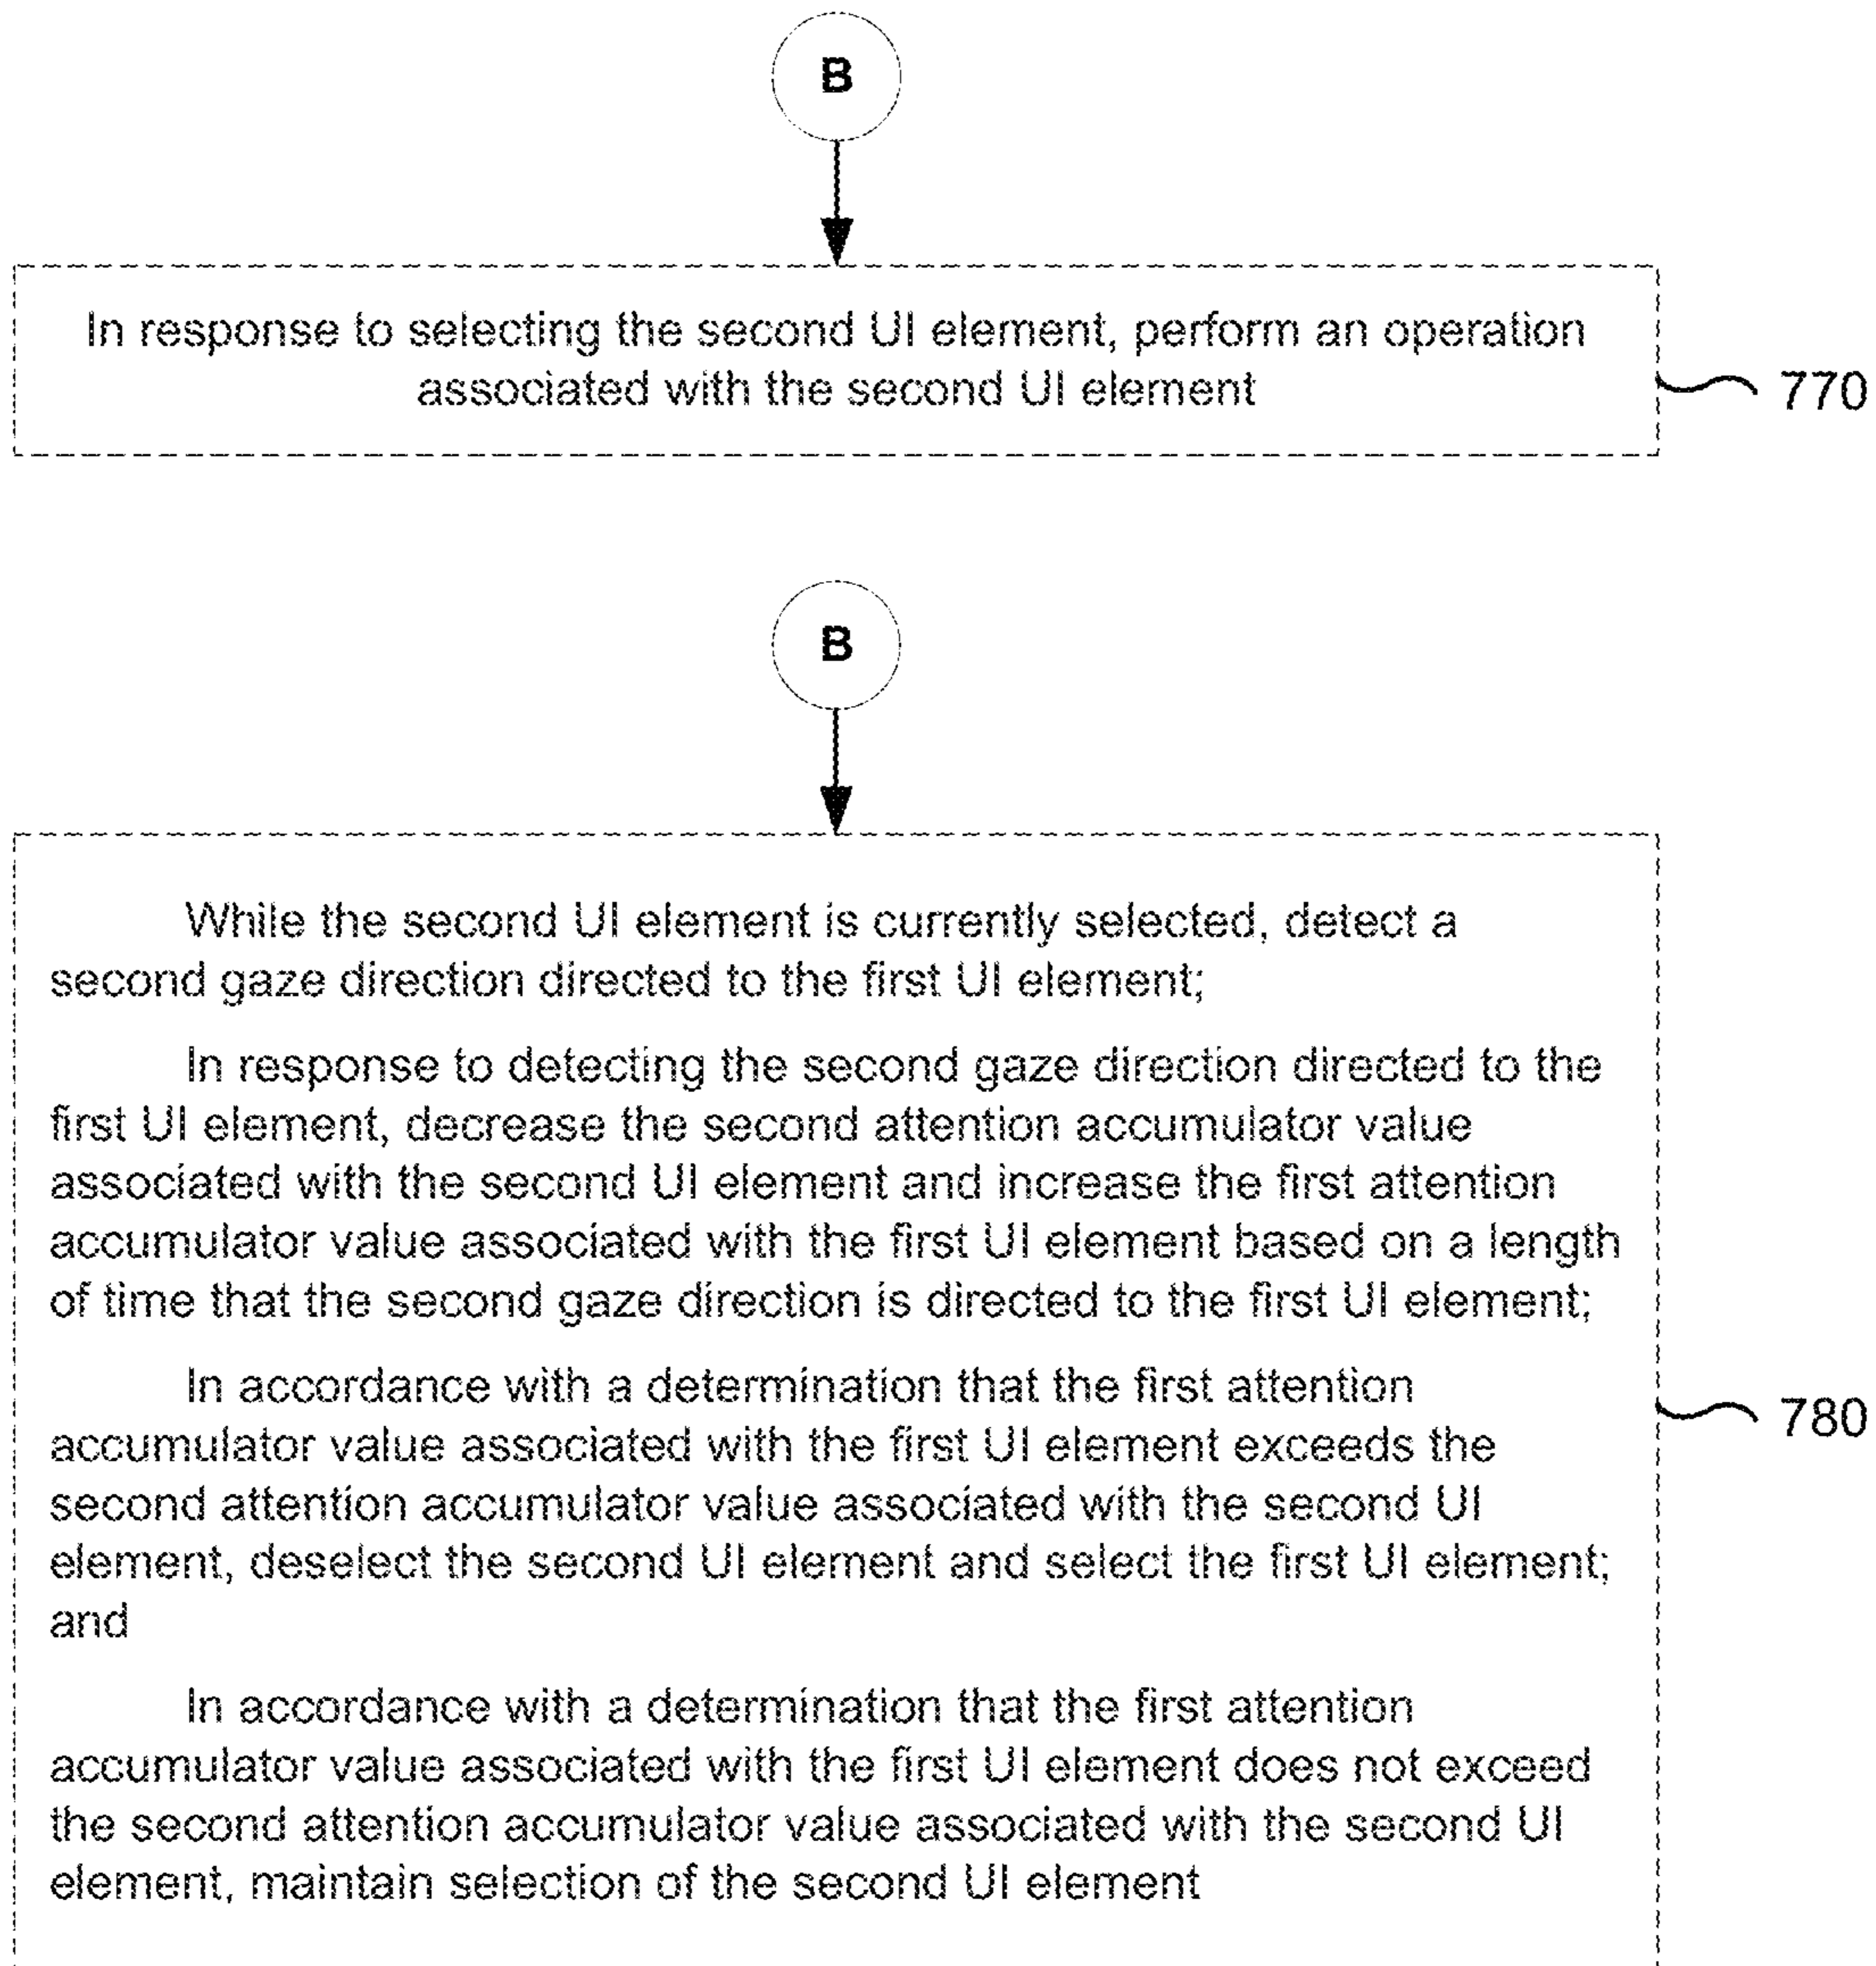 B
In response to selecting the second UI element, perform an operation
associated with the second UI element
770
B
While the second UI element is currently selected, detect a
second gaze direction directed to the first UI element;
In response to detecting the second gaze direction directed to the
first UI element, decrease the second attention accumulator value
associated with the second UI element and increase the first attention
accumulator value associated with the first UI element based on a length
of time that the second gaze direction is directed to the first UI element;
In accordance with a determination that the first attention
accumulator value associated with the first UI element exceeds the
second attention accumulator value associated with the second UI
element, deselect the second UI element and select the first UI element;
and
In accordance with a determination that the first attention
accumulator value associated with the first UI element does not exceed
the second attention accumulator value associated with the second UI
element, maintain selection of the second UI element
780